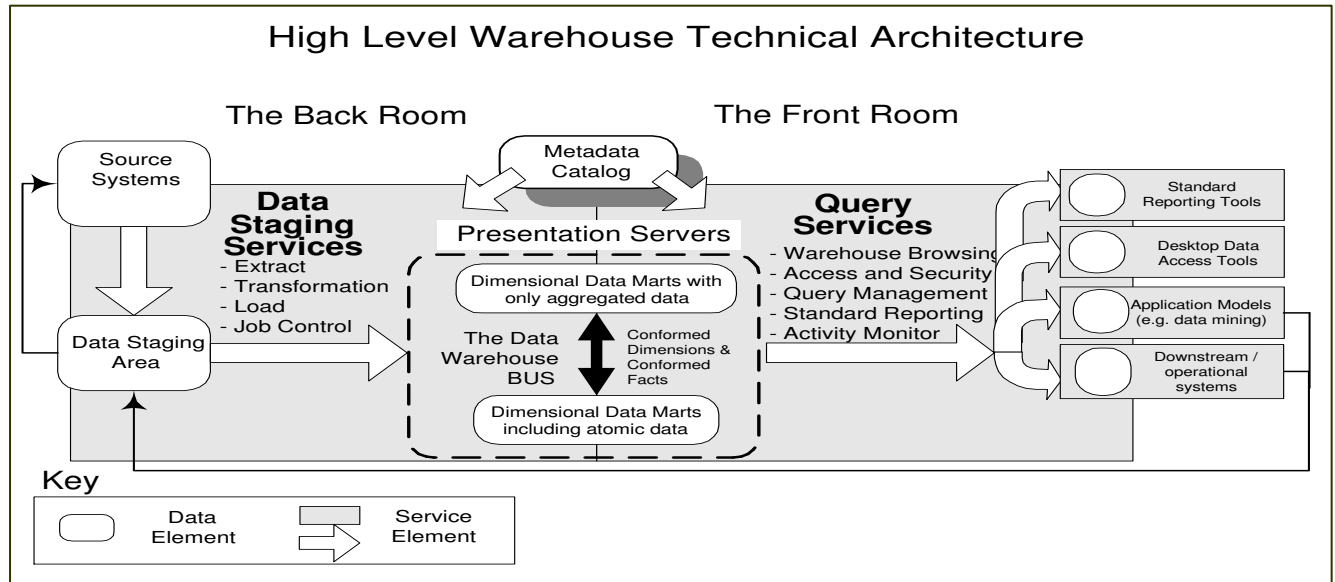 High Level Warehouse Technical Architecture
The Back Room
The Front Room
Source
Systems
Metadata
Catalog
Data
Staging
Services
- Extract
- Transformation
- Load
- Job Control
Data Staging
Area
Presentation Servers
Dimensional Data Marts with
only aggregated data
The Data
Warehouse
BUS
Conformed
Dimensions &
Conformed
Facts
Dimensional Data Marts
including atomic data
Query
Services
- Warehouse Browsing
- Access and Security
- Query Management
- Standard Reporting
- Activity Monitor
Standard
Reporting Tools
Desktop Data
Access Tools
Application Models
(e.g. data mining)
Downstream /
operational
systems
Key
Data
Element
Service
Element